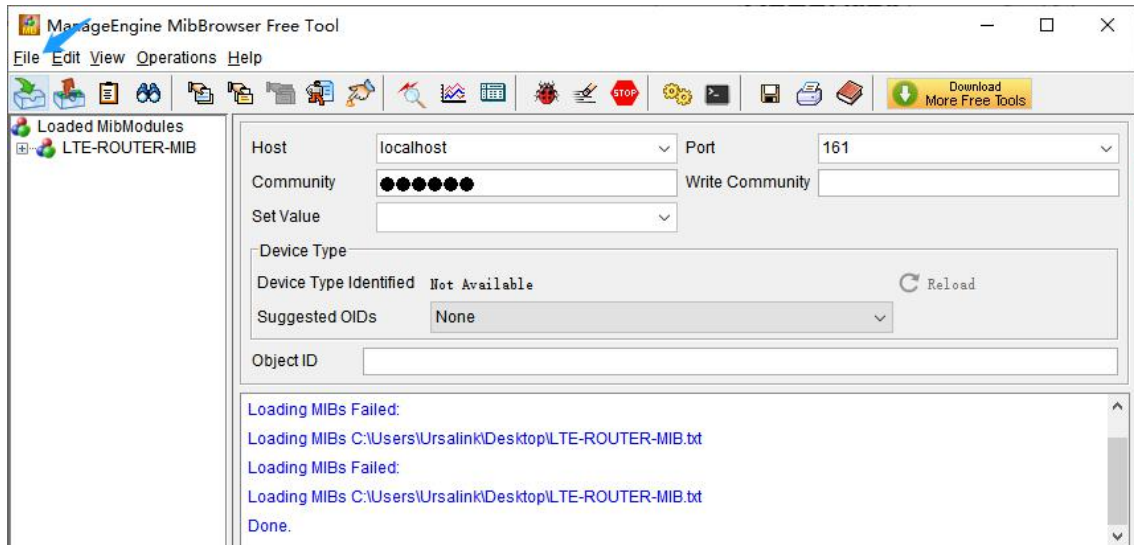 ManageEngine MibBrowser Free Tool
File Edit View Operations Help
STOP
Download
More Free Tools
Loaded MibModules
LTE-ROUTER-MIB
Host localhost Port 161
Community ●●●●●● Write Community
Set Value
Device Type
Device Type Identified Not Available Reload
Suggested OIDs None
Object ID
Loading MIBs Failed:
Loading MIBs C:\Users\Ursalink\Desktop\LTE-ROUTER-MIB.txt
Loading MIBs Failed:
Loading MIBs C:\Users\Ursalink\Desktop\LTE-ROUTER-MIB.txt
Done.